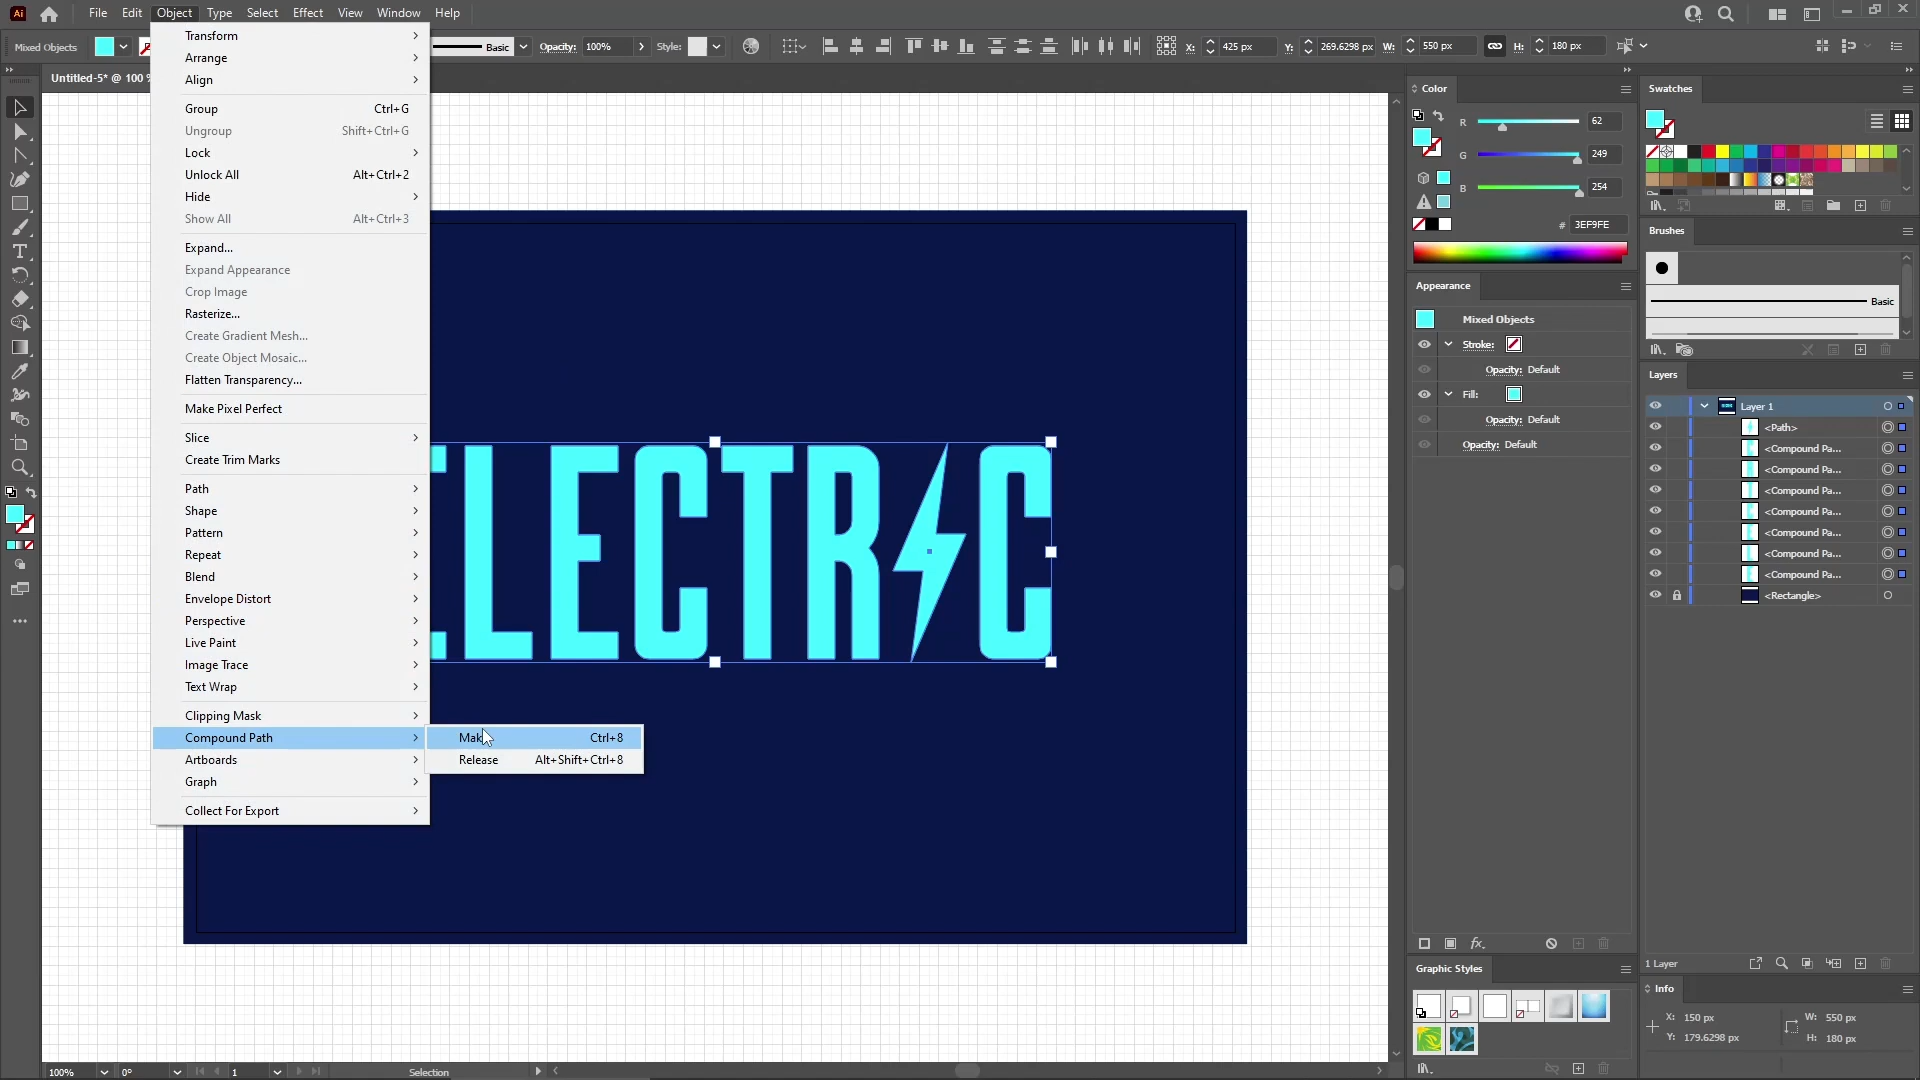 Ai File Edit Object Type Select Effect View Window Help
Mixed Objects Basic Opacity: 100% Style: X: 425 px Y: 269.6298 px W: 550 px H: 180 px
Untitled-5* @ 100 %
Transform
Arrange
Align
Group Ctrl+G
Ungroup Shift+Ctrl+G
Lock
Unlock All Alt+Ctrl+2
Hide
Show All Alt+Ctrl+3
Expand...
Expand Appearance
Crop Image
Rasterize...
Create Gradient Mesh...
Create Object Mosaic...
Flatten Transparency...
Make Pixel Perfect
Slice
Create Trim Marks
Path
Shape
Pattern
Repeat
Blend
Envelope Distort
Perspective
Live Paint
Image Trace
Text Wrap
Clipping Mask
Compound Path
Artboards
Graph
Collect For Export
Mak Ctrl+8
Release Alt+Shift+Ctrl+8
LECTR C
Color
R 62
G 249
B 254
# 3EF9FE
Appearance
Mixed Objects
Stroke:
Opacity: Default
Fill:
Opacity: Default
Opacity: Default
fx.
Graphic Styles
Swatches
Brushes
Basic
Layers
Layer 1
<Path>
<Compound Pa...
<Compound Pa...
<Compound Pa...
<Compound Pa...
<Compound Pa...
<Compound Pa...
<Compound Pa...
<Rectangle>
1 Layer
Info
X: 150 px W: 550 px
Y: 179.6298 px H: 180 px
100% 0° 1 Selection